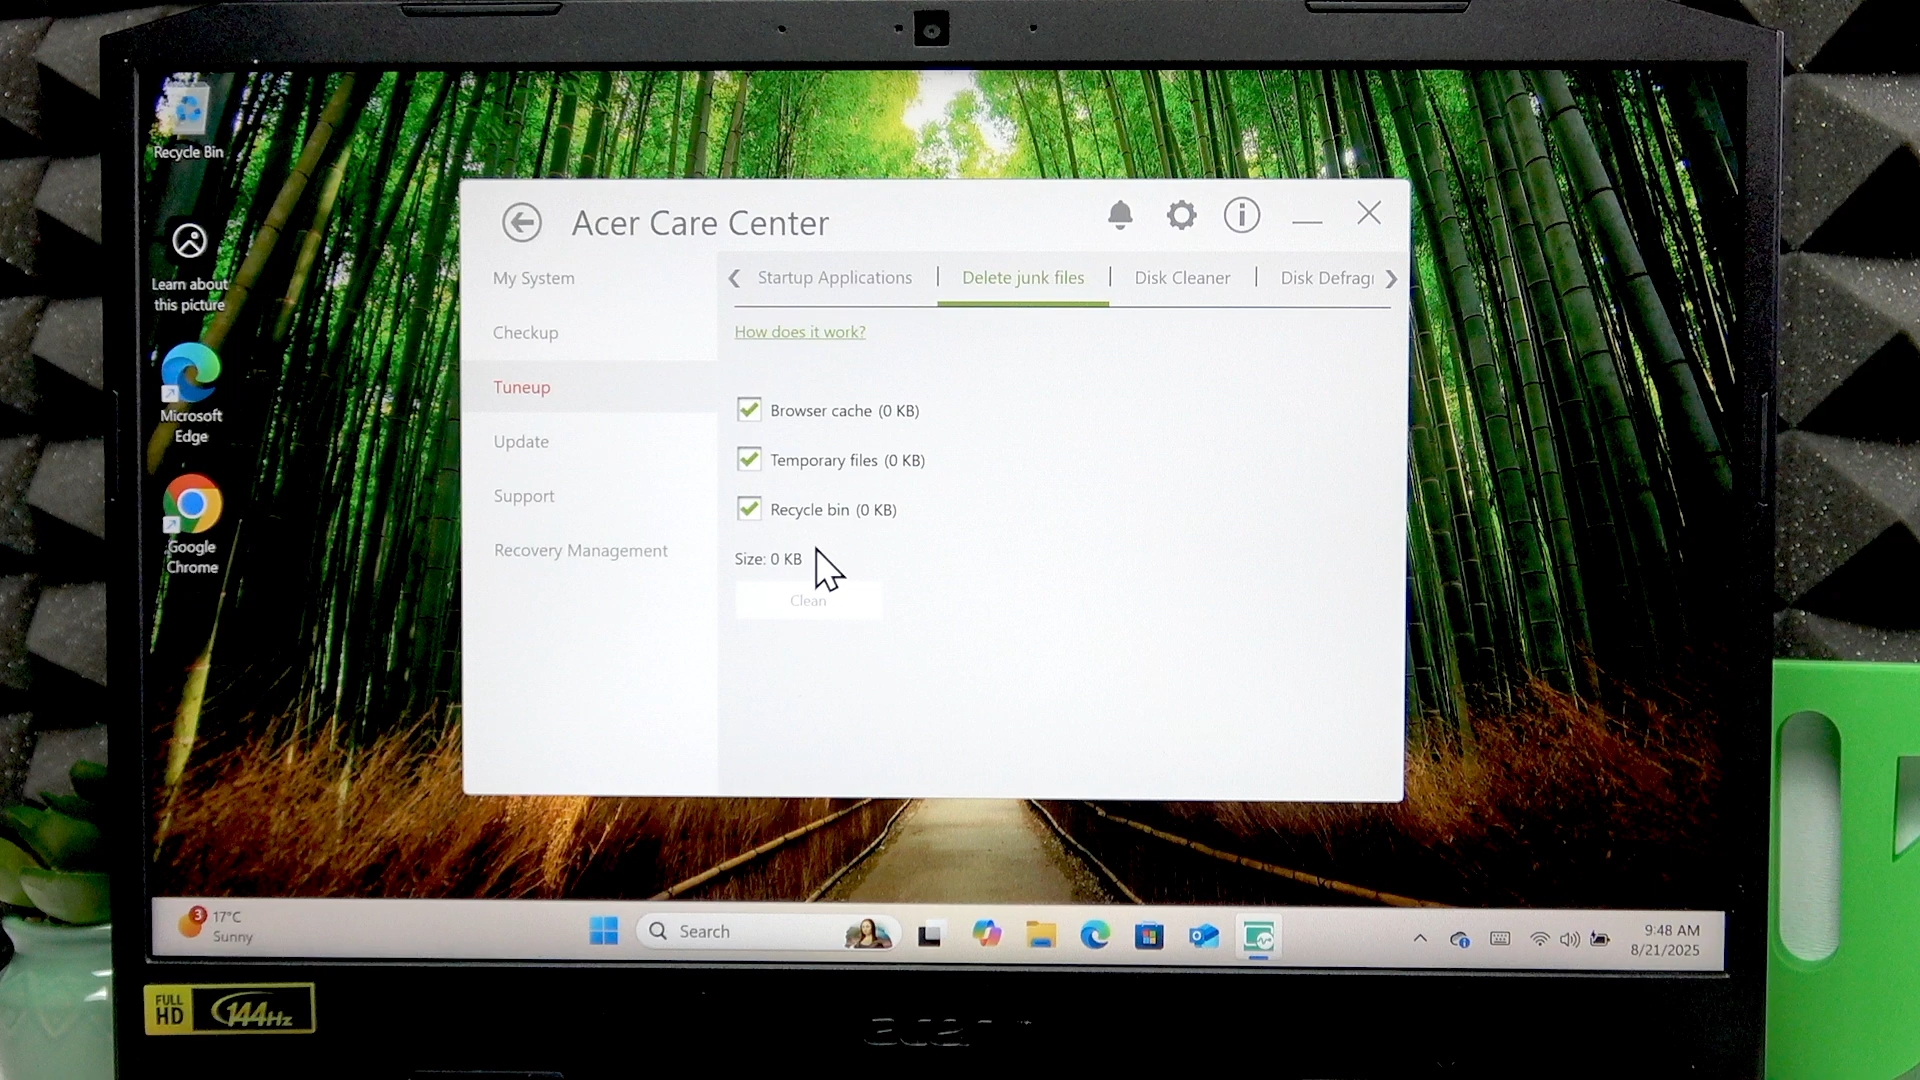 Recycle Bin
Learn about
this picture
Microsoft
Edge
Google
Chrome
Acer Care Center
My System
Checkup
Tuneup
Update
Support
Recovery Management
Startup Applications
Delete junk files
Disk Cleaner
Disk Defragi
How does it work?
Browser cache (0 KB)
Temporary files (0 KB)
Recycle bin (0 KB)
Size: 0 KB
Clean
3
17°C
Sunny
Search
9:48 AM
8/21/2025
FULL
HD
144Hz
acer